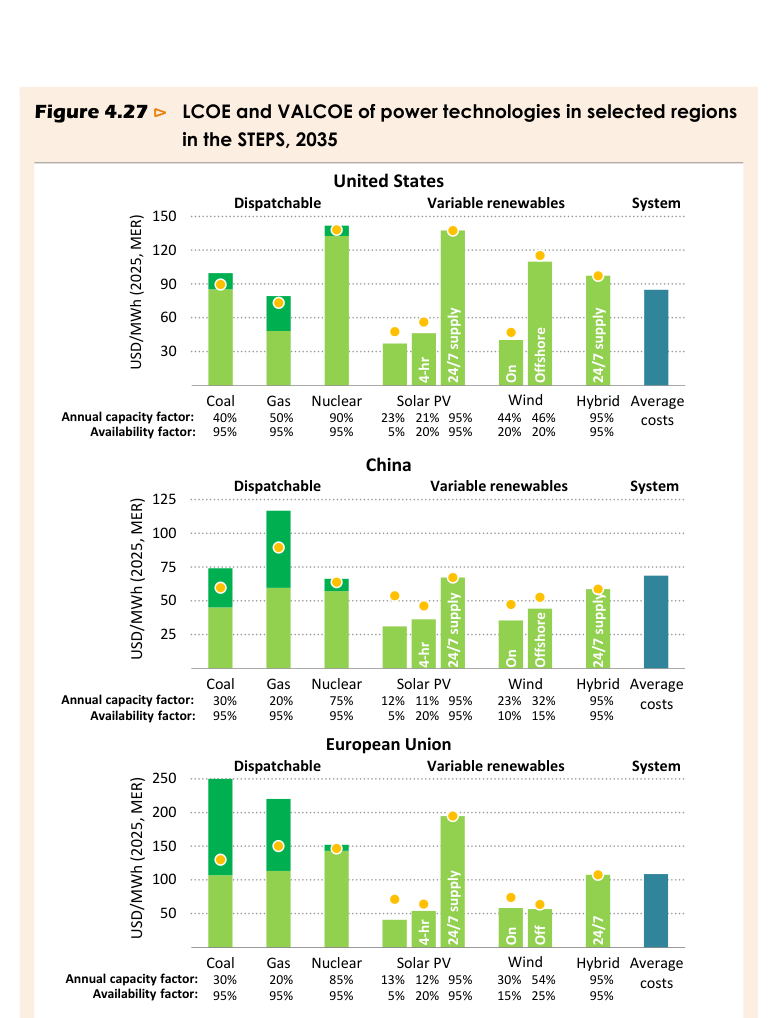 Figure 4.27 ⊳ LCOE and VALCOE of power technologies in selected regions
in the STEPS, 2035
United States
Dispatchable Variable renewables System
USD/MWh (2025, MER)
150
120
90
60
30
4-hr
24/7 supply
On
Offshore
24/7 supply
Coal Gas Nuclear Solar PV Wind Hybrid Average
costs
Annual capacity factor: 40% 50% 90% 23% 21% 95% 44% 46% 95%
Availability factor: 95% 95% 95% 5% 20% 95% 20% 20% 95%
China
Dispatchable Variable renewables System
USD/MWh (2025, MER)
125
100
75
50
25
4-hr
24/7 supply
On
Offshore
24/7 supply
Coal Gas Nuclear Solar PV Wind Hybrid Average
costs
Annual capacity factor: 30% 20% 75% 12% 11% 95% 23% 32% 95%
Availability factor: 95% 95% 95% 5% 20% 95% 10% 15% 95%
European Union
Dispatchable Variable renewables System
USD/MWh (2025, MER)
250
200
150
100
50
4-hr
24/7 supply
On
Off
24/7
Coal Gas Nuclear Solar PV Wind Hybrid Average
costs
Annual capacity factor: 30% 20% 85% 13% 12% 95% 30% 54% 95%
Availability factor: 95% 95% 95% 5% 20% 95% 15% 25% 95%